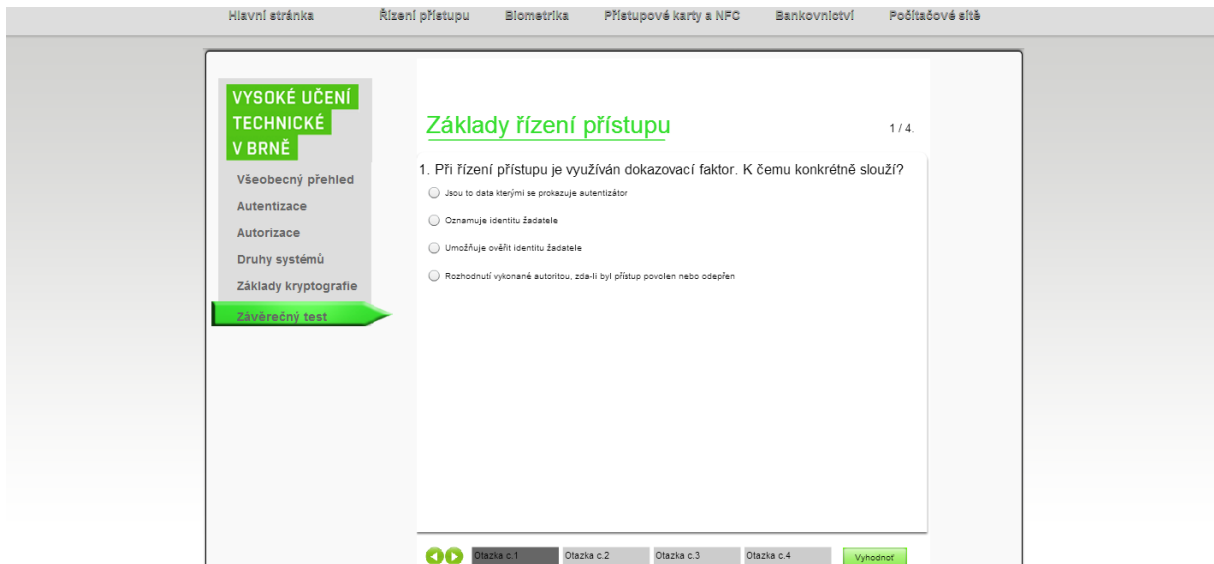 Hlavní stránka Řízení přístupu Biometrika Přístupové karty a NFC Bankovnictví Počítačové sítě
VYSOKÉ UČENÍ
TECHNICKÉ
V BRNĚ
Všeobecný přehled
Autentizace
Autorizace
Druhy systémů
Základy kryptografie
Závěrečný test
Základy řízení přístupu
1 / 4.
1. Při řízení přístupu je využíván dokazovací faktor. K čemu konkrétně slouží?
Jsou to data kterými se prokazuje autentizátor
Oznamuje identitu žadatele
Umožňuje ověřit identitu žadatele
Rozhodnutí vykonané autoritou, zda-li byl přístup povolen nebo odepřen
Otazka c.1 Otazka c.2 Otazka c.3 Otazka c.4 Vyhodnoť